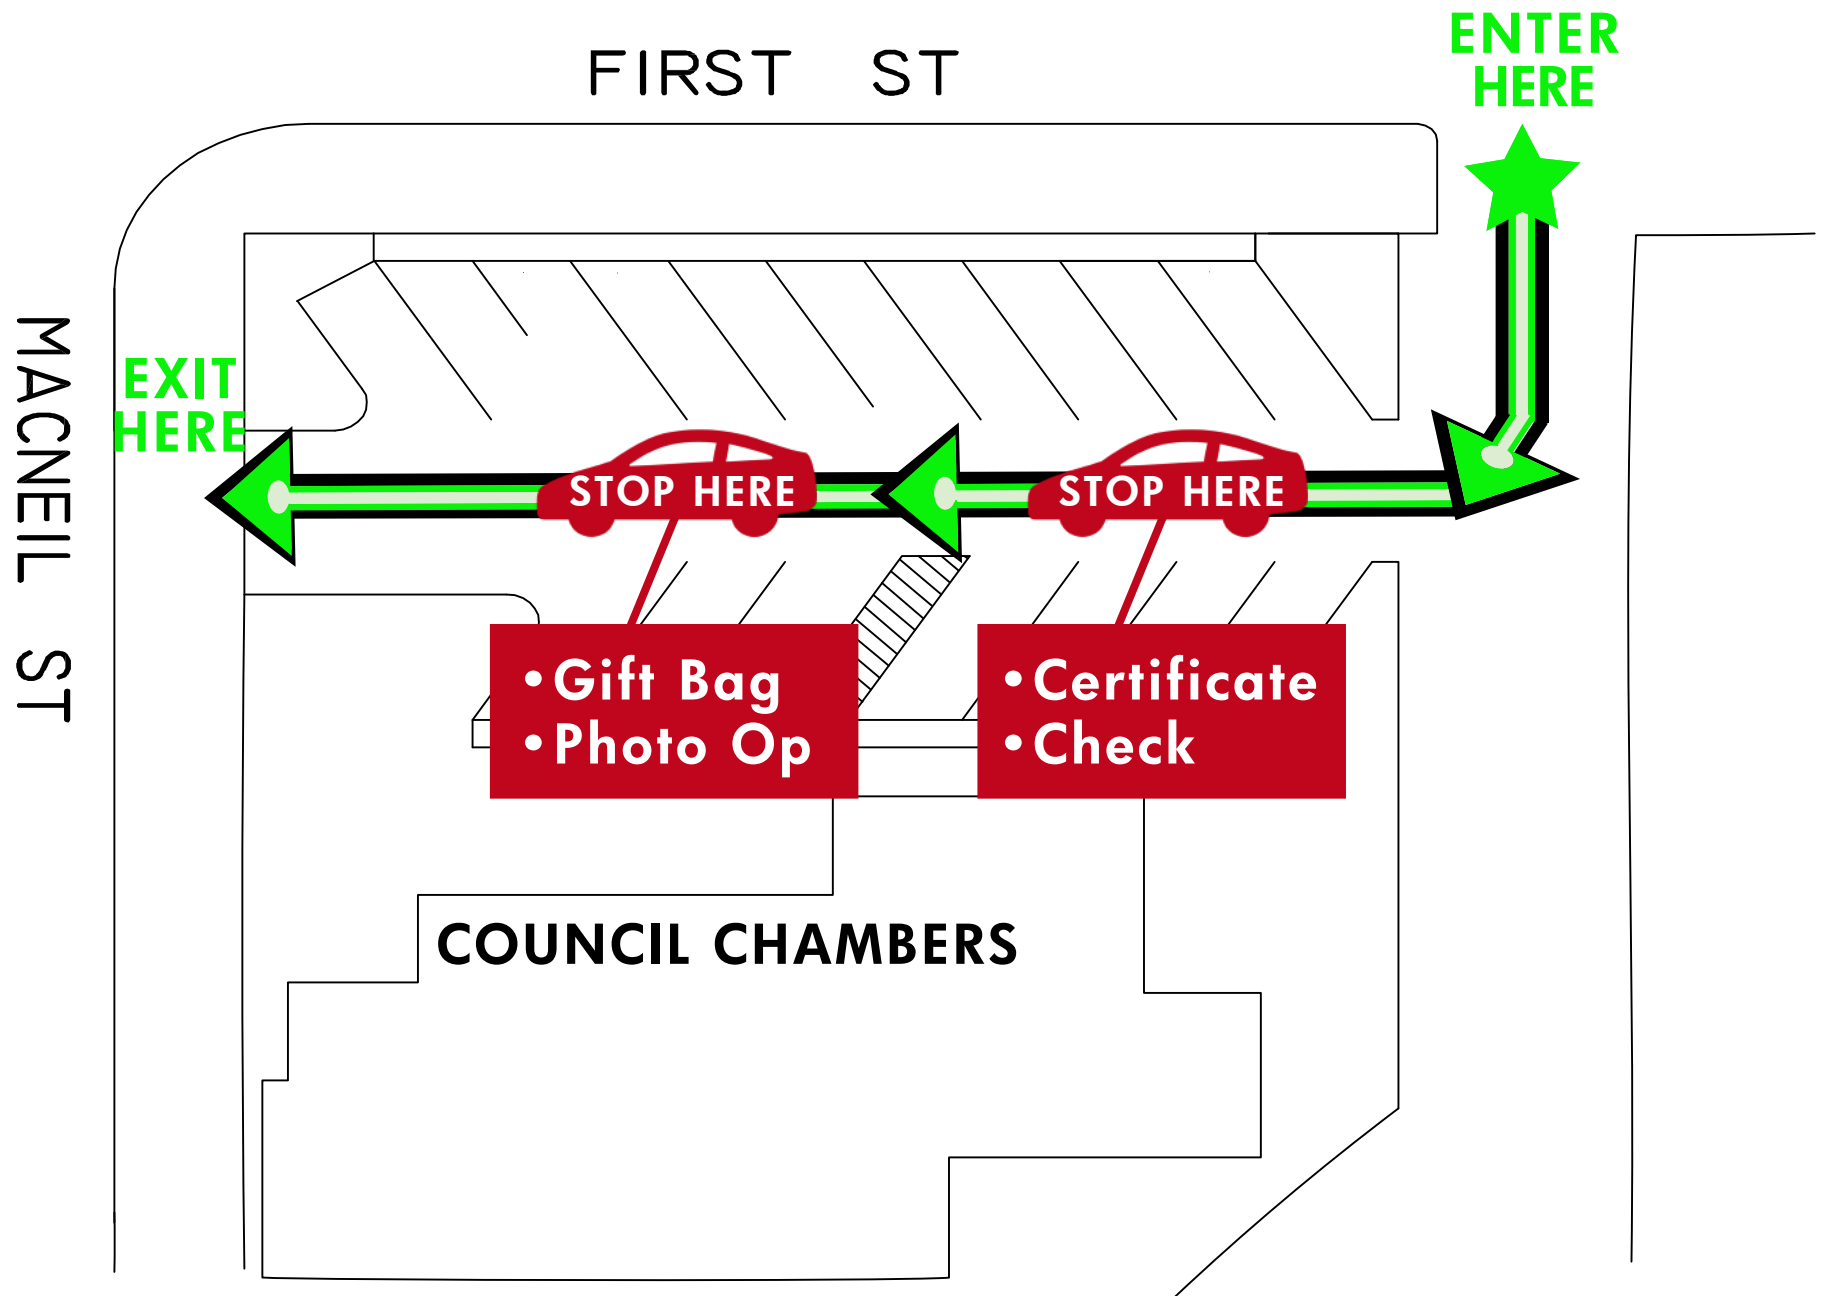 ENTER
HERE
FIRST ST
MACNEIL ST
EXIT
HERE
STOP HERE
STOP HERE
•Gift Bag
•Photo Op
•Certificate
•Check
COUNCIL CHAMBERS